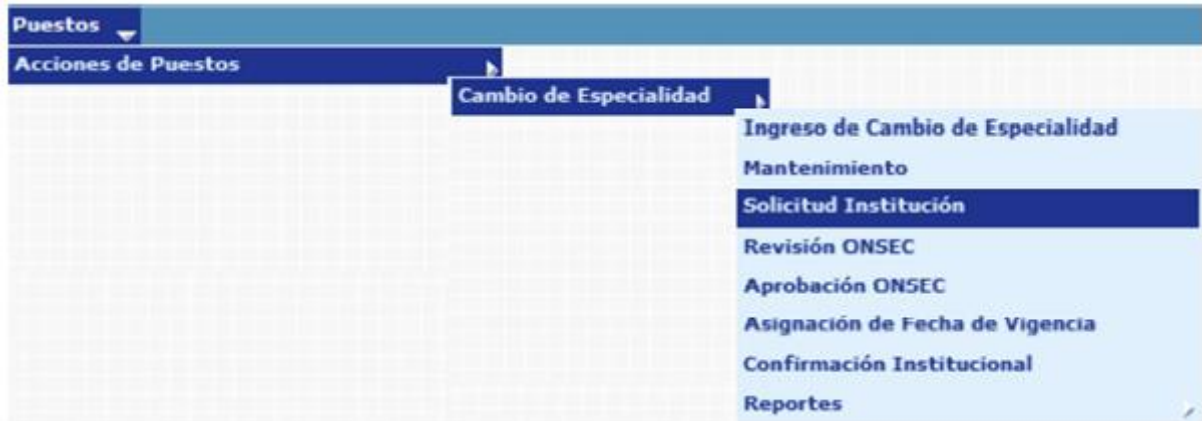 Puestos
Acciones de Puestos
Cambio de Especialidad
Ingreso de Cambio de Especialidad
Mantenimiento
Solicitud Institución
Revisión ONSEC
Aprobación ONSEC
Asignación de Fecha de Vigencia
Confirmación Institucional
Reportes